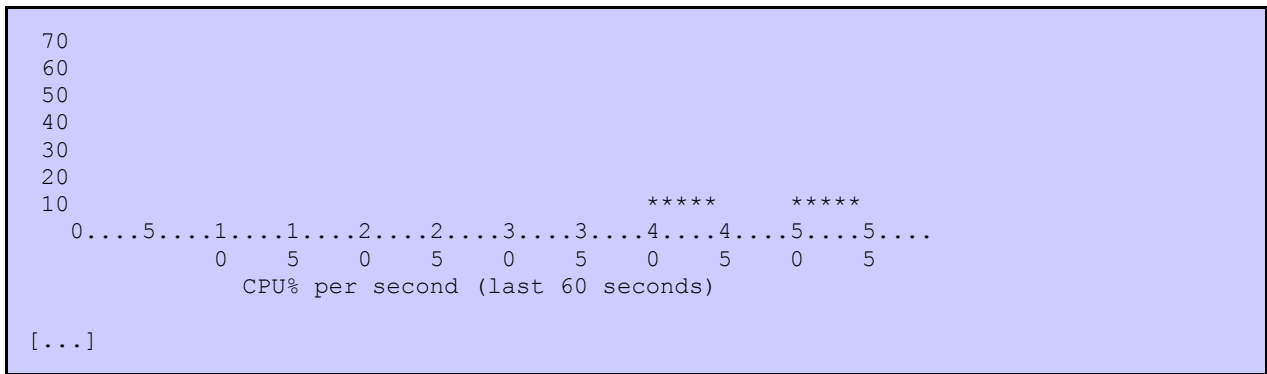 70
60
50
40
30
20
10                                        *****     *****
0....5....1....1....2....2....3....3....4....4....5....5....
          0    5    0    5    0    5    0    5    0    5
CPU% per second (last 60 seconds)
[...]